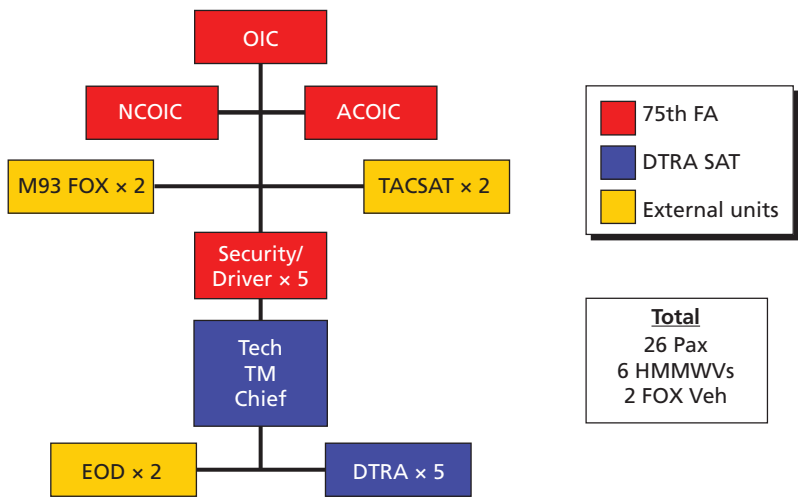 OIC
NCOIC
ACOIC
M93 FOX × 2
TACSAT × 2
Security/
Driver × 5
Tech
TM
Chief
EOD × 2
DTRA × 5
75th FA
DTRA SAT
External units
Total
26 Pax
6 HMMWVs
2 FOX Veh